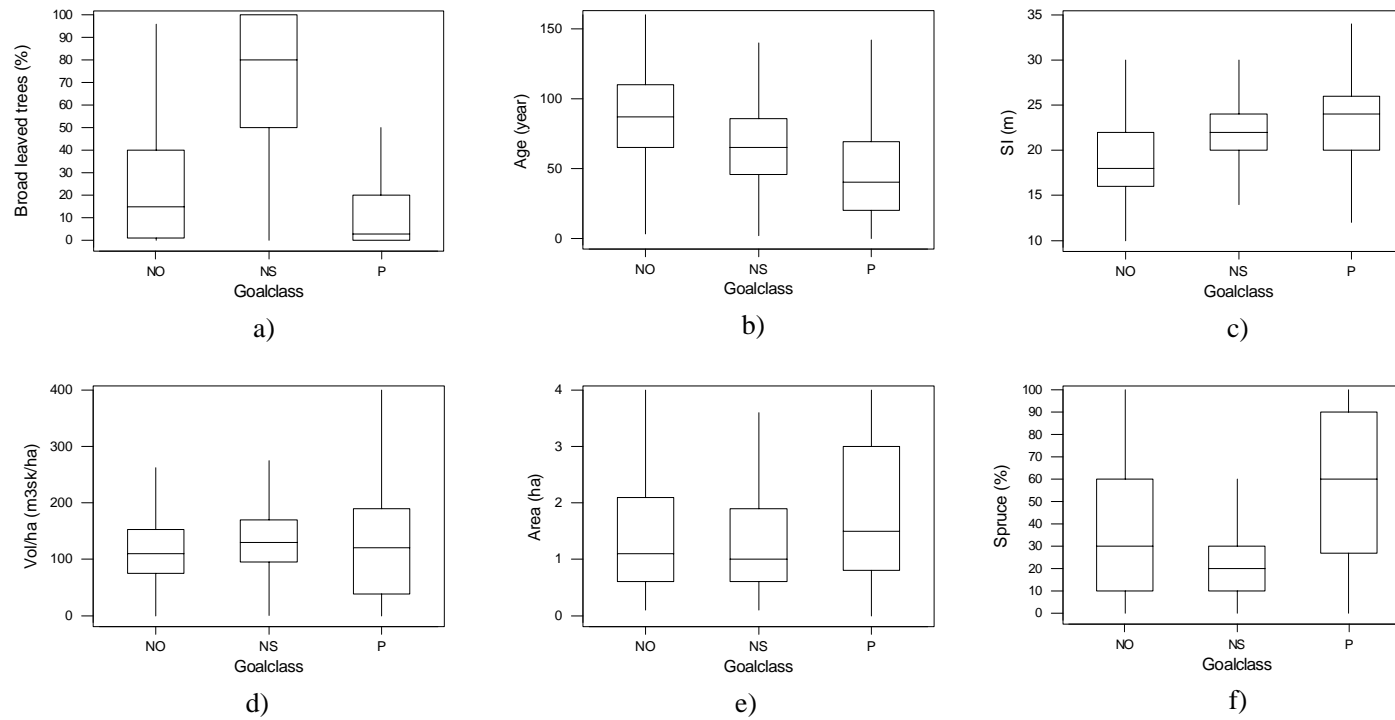 Broad leaved trees (%)
100
90
80
70
60
50
40
30
20
10
0
NO NS P
Goalclass
a)
Age (year)
150
100
50
0
NO NS P
Goalclass
b)
SI (m)
35
30
25
20
15
10
NO NS P
Goalclass
c)
Vol/ha (m3sk/ha)
400
300
200
100
0
NO NS P
Goalclass
d)
Area (ha)
4
3
2
1
0
NO NS P
Goalclass
e)
Spruce (%)
100
90
80
70
60
50
40
30
20
10
0
NO NS P
Goalclass
f)